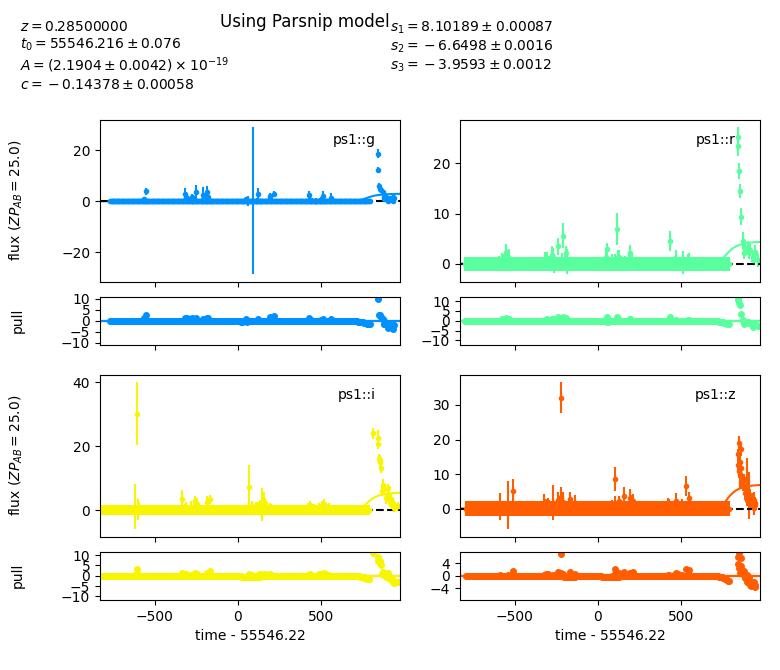 Using Parsnip model
z = 0.28500000
t₀ = 55546.216 ± 0.076
A = (2.1904 ± 0.0042) × 10⁻¹⁹
c = −0.14378 ± 0.00058
s₁ = 8.10189 ± 0.00087
s₂ = −6.6498 ± 0.0016
s₃ = −3.9593 ± 0.0012
flux (ZP_AB = 25.0)
0
−20
20
ps1::g
0
10
20
ps1::r
pull
10
5
0
−5
−10
10
5
0
−5
−10
flux (ZP_AB = 25.0)
40
20
0
ps1::i
30
20
10
0
ps1::z
pull
10
5
0
−5
−10
4
0
−4
−500
0
500
−500
0
500
time - 55546.22
time - 55546.22